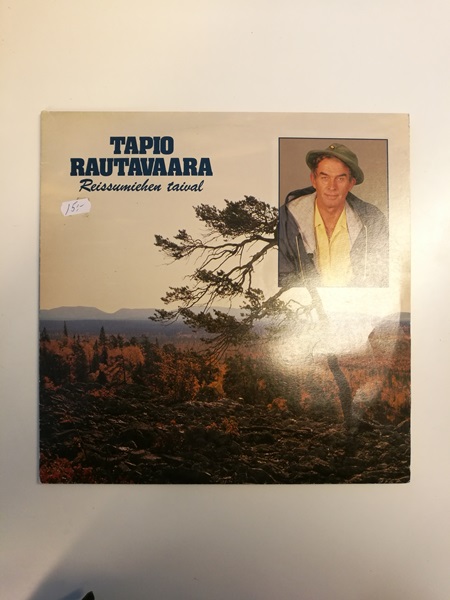 TAPIO
RAUTAVAARA
Reissumiehen taival
15:-